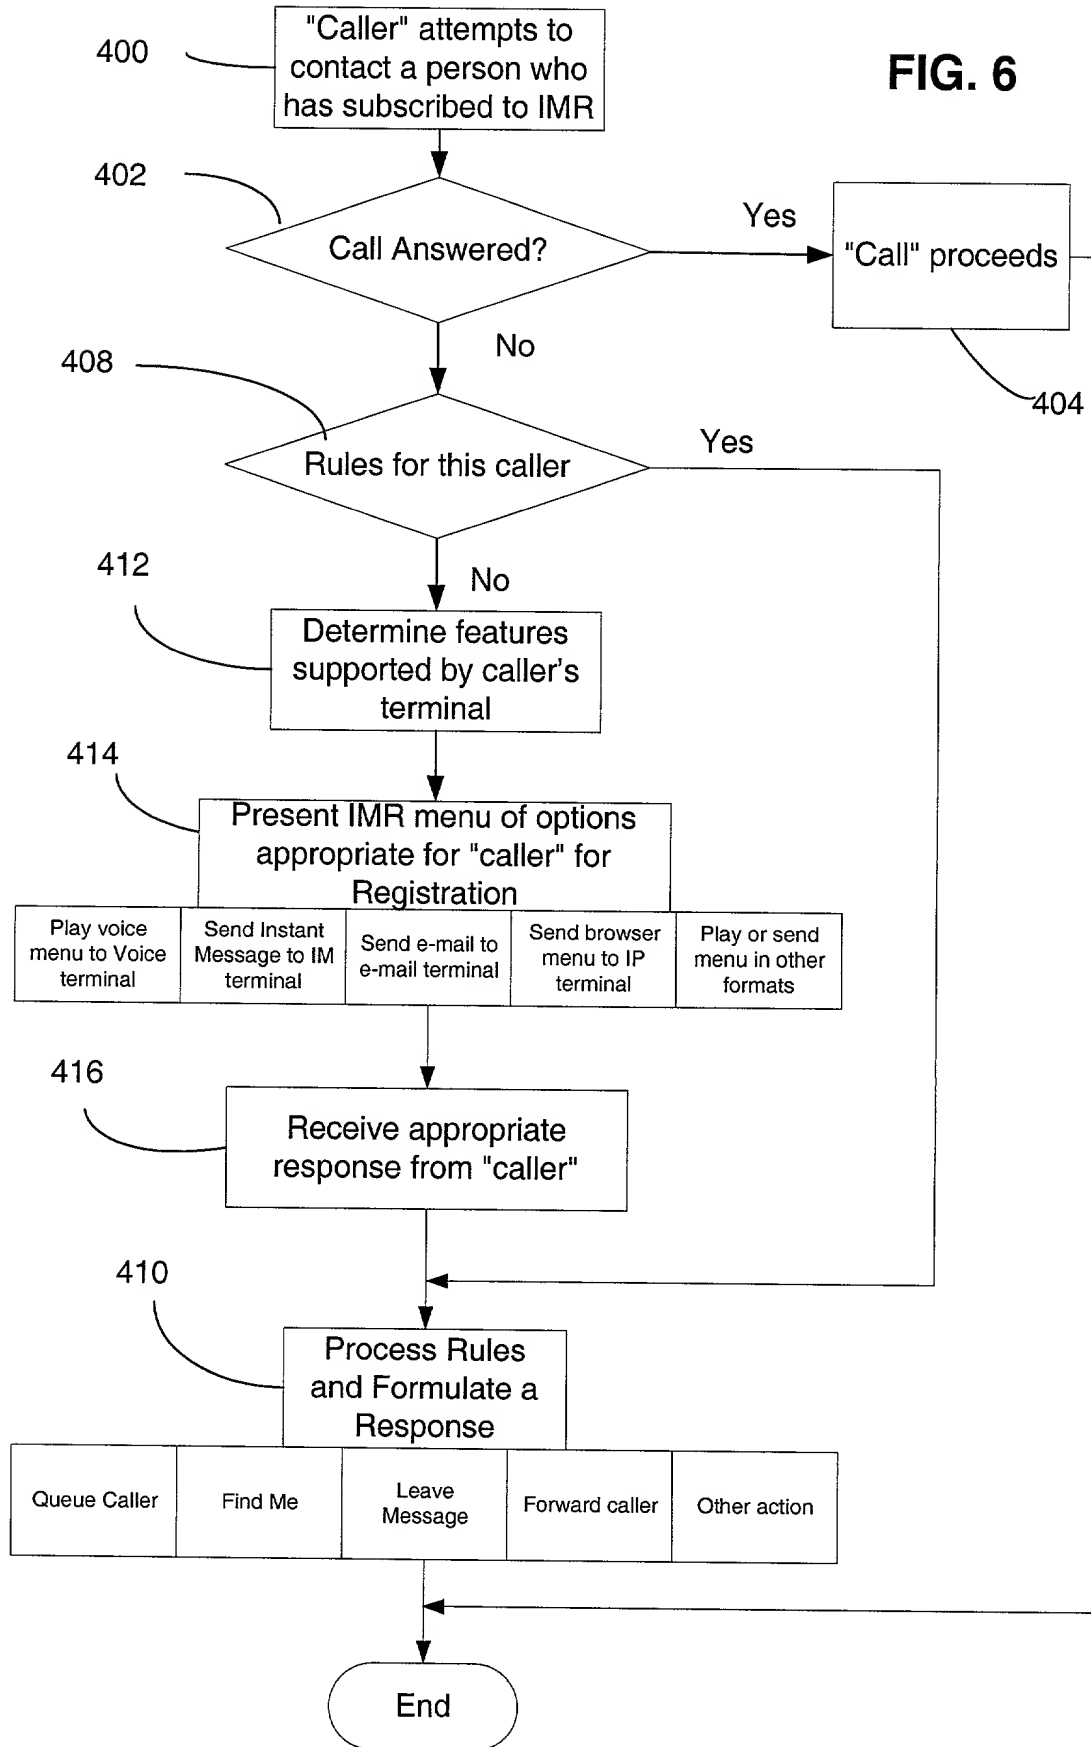 "Caller" attempts to
contact a person who
has subscribed to IMR
400
FIG. 6
402
Call Answered?
Yes
"Call" proceeds
404
No
408
Rules for this caller
Yes
No
412
Determine features
supported by caller's
terminal
414
Present IMR menu of options
appropriate for "caller" for
Registration
Play voice
menu to Voice
terminal
Send Instant
Message to IM
terminal
Send e-mail to
e-mail terminal
Send browser
menu to IP
terminal
Play or send
menu in other
formats
416
Receive appropriate
response from "caller"
410
Process Rules
and Formulate a
Response
Queue Caller
Find Me
Leave
Message
Forward caller
Other action
End